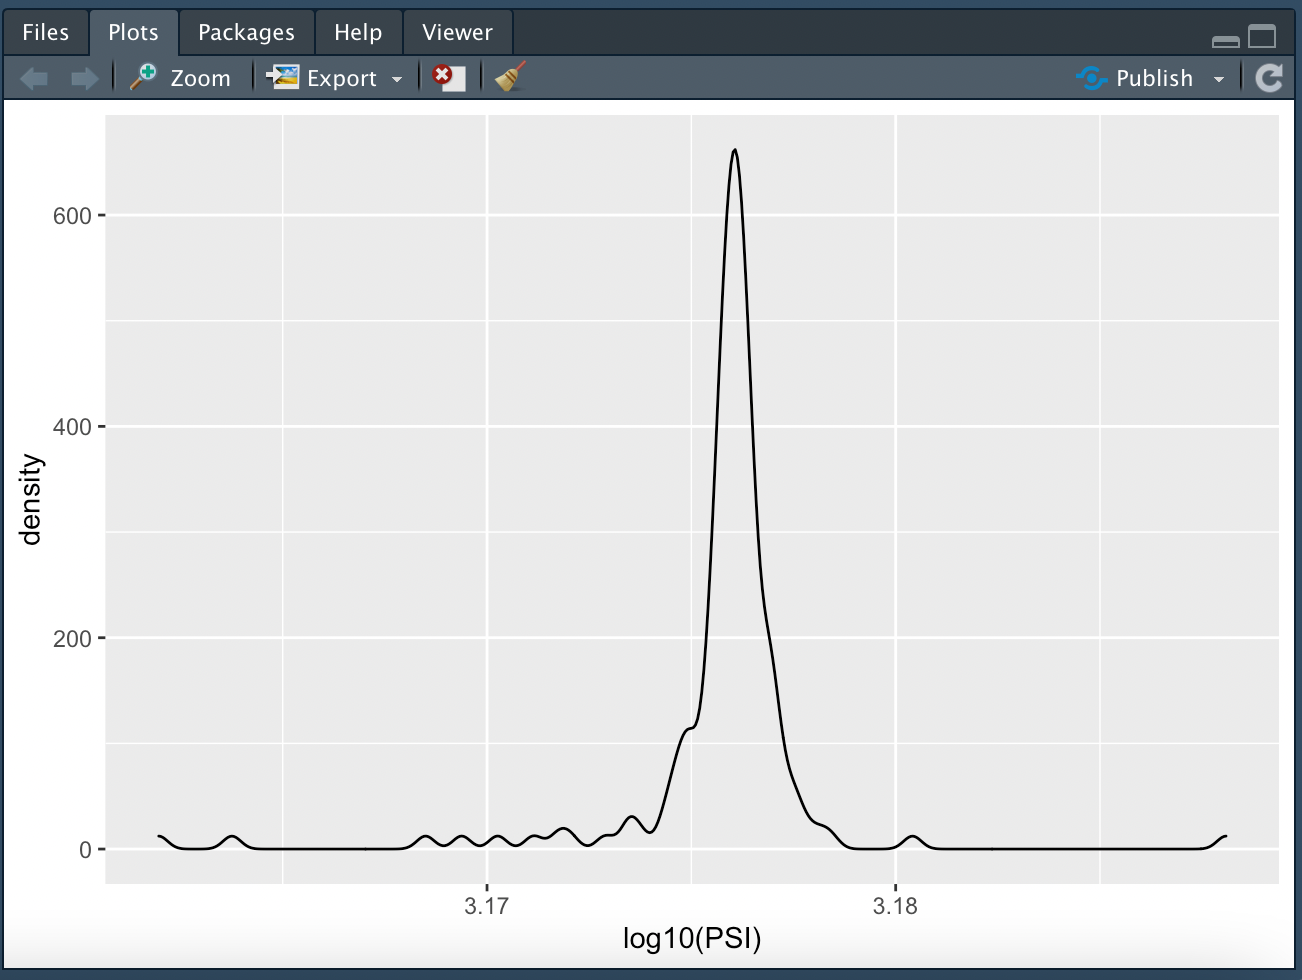 Files Plots Packages Help Viewer
Zoom Export Publish
600
400
200
0
density
3.17 3.18
log10(PSI)